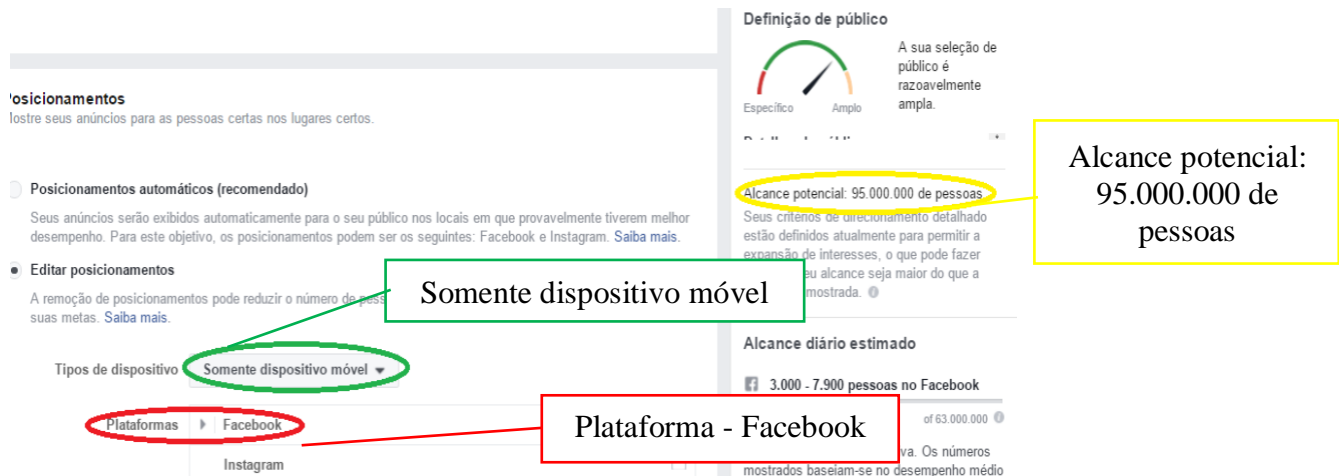 Posicionamentos
Mostre seus anúncios para as pessoas certas nos lugares certos.
Posicionamentos automáticos (recomendado)
Seus anúncios serão exibidos automaticamente para o seu público nos locais em que provavelmente tiverem melhor
desempenho. Para este objetivo, os posicionamentos podem ser os seguintes: Facebook e Instagram. Saiba mais.
Editar posicionamentos
A remoção de posicionamentos pode reduzir o número de
suas metas. Saiba mais.
Somente dispositivo móvel
Tipos de dispositivo Somente dispositivo móvel
Plataformas Facebook
Plataforma - Facebook
Instagram
Definição de público
A sua seleção de
público é
razoavelmente
ampla.
Específico Amplo
Alcance potencial: 95.000.000 de pessoas
Seus critérios de direcionamento detalhado
estão definidos atualmente para permitir a
expansão de interesses, o que pode fazer
alcance seja maior do que a
mostrada.
Alcance potencial:
95.000.000 de
pessoas
Alcance diário estimado
3.000 - 7.900 pessoas no Facebook
of 63.000.000
Os números
mostrados baseiam-se no desempenho médio